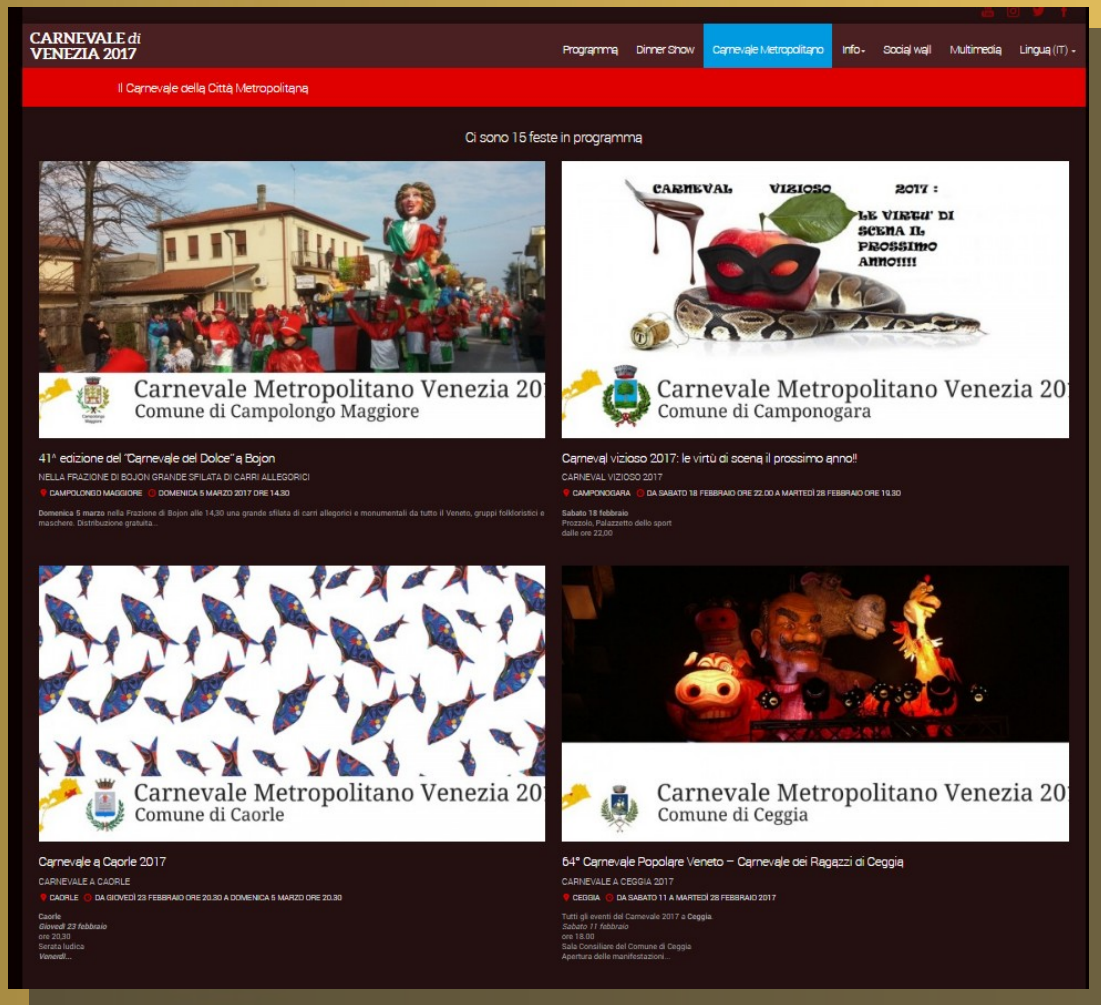 CARNEVALE di
VENEZIA 2017
Programma Dinner Show Carnevale Metropolitano Info Social wall Multimedia Lingua (IT)
Il Carnevale della Città Metropolitana
Ci sono 15 feste in programma
CARNEVAL VIZIOSO 2017 :
LE VIRTU' DI
SCENA IL
PROSSIMO
ANNO!!!!
Carnevale Metropolitano Venezia 20
Comune di Campolongo Maggiore
Campolongo
Maggiore
Carnevale Metropolitano Venezia 20
Comune di Camponogara
41^ edizione del "Carnevale del Dolce" a Bojon
NELLA FRAZIONE DI BOJON GRANDE SFILATA DI CARRI ALLEGORICI
CAMPOLONGO MAGGIORE DOMENICA 5 MARZO 2017 ORE 14.30
Domenica 5 marzo nella Frazione di Bojon alle 14,30 una grande sfilata di carri allegorici e monumentali da tutto il Veneto, gruppi folkloristici e
maschere. Distribuzione gratuita...
Carneval vizioso 2017: le virtù di scena il prossimo anno!!
CARNEVAL VIZIOSO 2017
CAMPONOGARA DA SABATO 18 FEBBRAIO ORE 22.00 A MARTEDÌ 28 FEBBRAIO ORE 19.30
Sabato 18 febbraio
Prozzolo, Palazzetto dello sport
dalle ore 22,00
Carnevale Metropolitano Venezia 20
Comune di Caorle
Carnevale Metropolitano Venezia 20
Comune di Ceggia
Carnevale a Caorle 2017
CARNEVALE A CAORLE
CAORLE DA GIOVEDÌ 23 FEBBRAIO ORE 20.30 A DOMENICA 5 MARZO ORE 20.30
Caorle
Giovedì 23 febbraio
ore 20,30
Serata ludica
Venerdì...
64° Carnevale Popolare Veneto – Carnevale dei Ragazzi di Ceggia
CARNEVALE A CEGGIA 2017
CEGGIA DA SABATO 11 A MARTEDÌ 28 FEBBRAIO 2017
Tutti gli eventi del Carnevale 2017 a Ceggia.
Sabato 11 febbraio
ore 18.00
Sala Consiliare del Comune di Ceggia
Apertura delle manifestazioni...